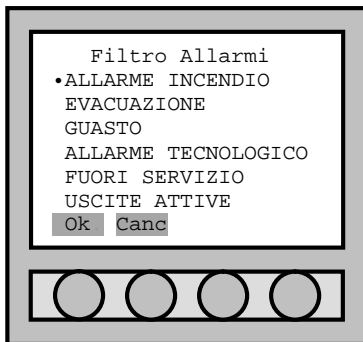 Filtro Allarmi
•ALLARME INCENDIO
EVACUAZIONE
GUASTO
ALLARME TECNOLOGICO
FUORI SERVIZIO
USCITE ATTIVE
Ok Canc